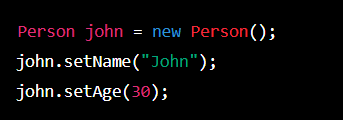 Person john = new Person();
john.setName("John");
john.setAge(30);